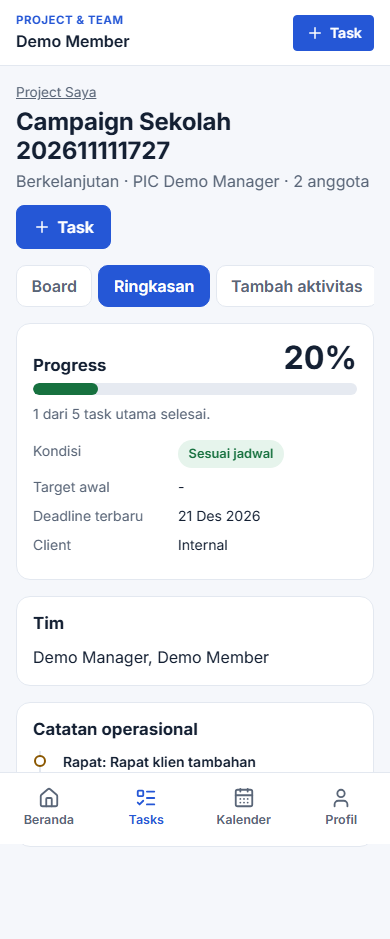 PROJECT & TEAM
Demo Member
+ Task
Project Saya
Campaign Sekolah
202611111727
Berkelanjutan · PIC Demo Manager · 2 anggota
+ Task
Board
Ringkasan
Tambah aktivitas
Progress
20%
1 dari 5 task utama selesai.
Kondisi
Sesuai jadwal
Target awal
-
Deadline terbaru
21 Des 2026
Client
Internal
Tim
Demo Manager, Demo Member
Catatan operasional
Rapat: Rapat klien tambahan
Beranda
Tasks
Kalender
Profil